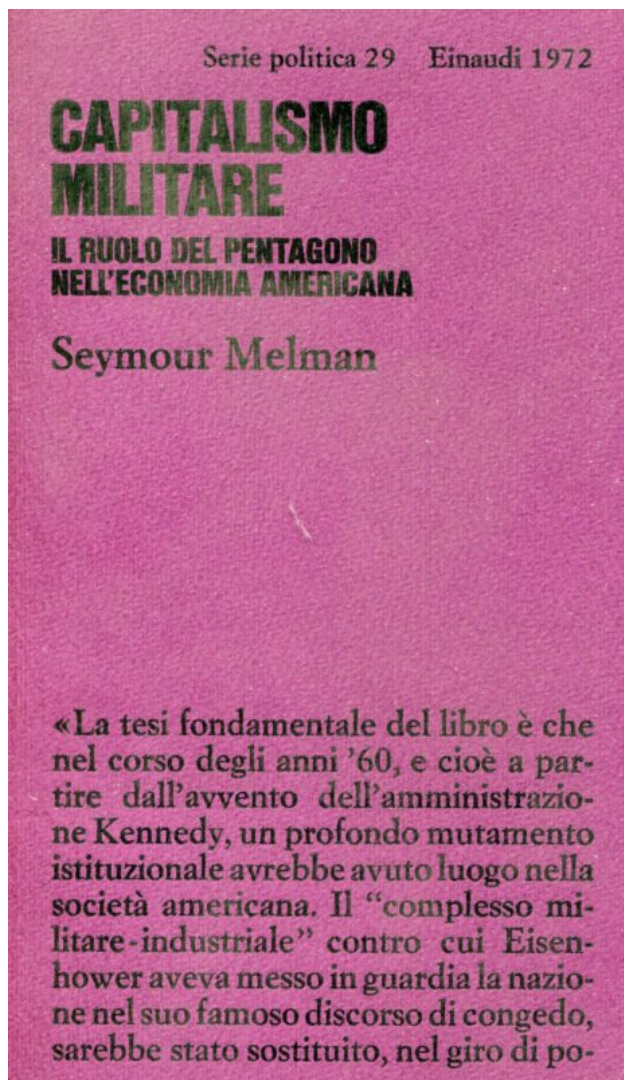 Serie politica 29 Einaudi 1972
CAPITALISMO
MILITARE
IL RUOLO DEL PENTAGONO
NELL'ECONOMIA AMERICANA
Seymour Melman
«La tesi fondamentale del libro è che
nel corso degli anni ’60, e cioè a par-
tire dall’avvento dell’amministrazio-
ne Kennedy, un profondo mutamento
istituzionale avrebbe avuto luogo nella
società americana. Il “complesso mi-
litare-industriale” contro cui Eisen-
hower aveva messo in guardia la nazio-
ne nel suo famoso discorso di congedo,
sarebbe stato sostituito, nel giro di po-